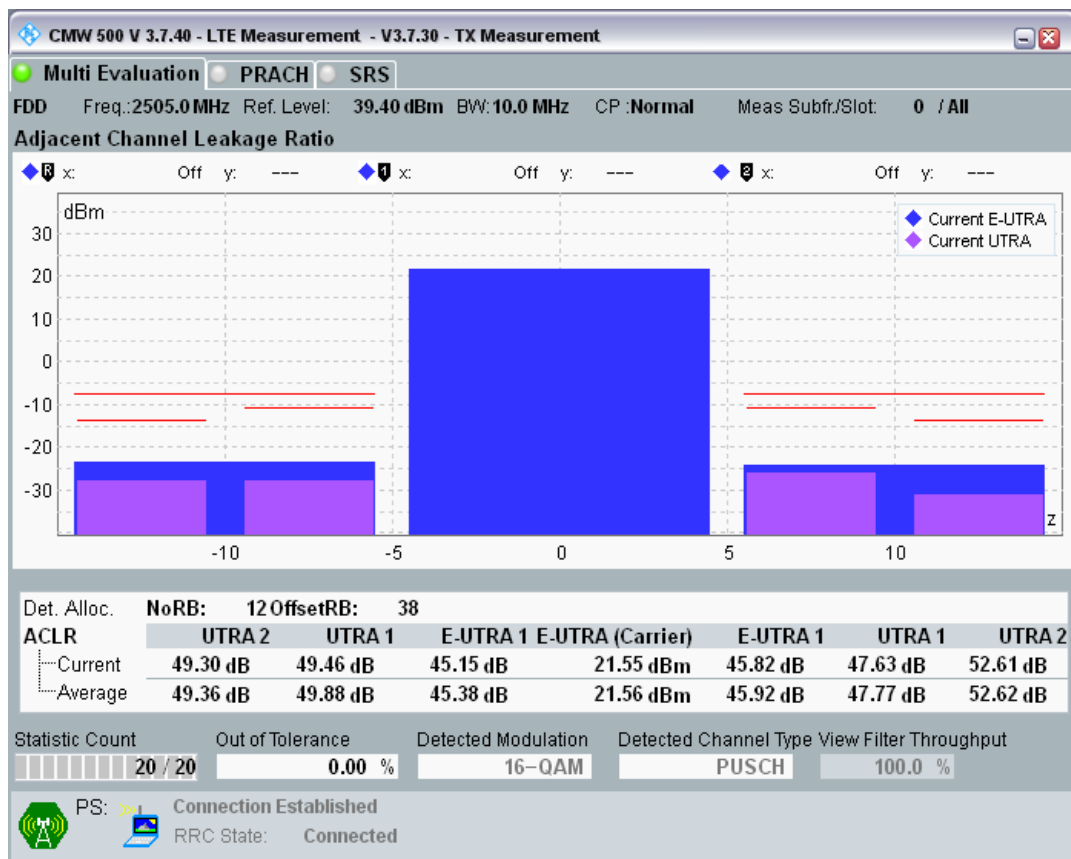 CMW 500 V 3.7.40 - LTE Measurement - V3.7.30 - TX Measurement
Multi Evaluation PRACH SRS
FDD Freq.:2505.0 MHz Ref. Level: 39.40 dBm BW: 10.0 MHz CP :Normal Meas Subfr./Slot: 0 / All
Adjacent Channel Leakage Ratio
R x: Off y: --- 1 x: Off y: --- 2 x: Off y: ---
dBm
Current E-UTRA
Current UTRA
30
20
10
0
-10
-20
-30
z
-10 -5 0 5 10
Det. Alloc. NoRB: 12 OffsetRB: 38
ACLR UTRA 2 UTRA 1 E-UTRA 1 E-UTRA (Carrier) E-UTRA 1 UTRA 1 UTRA 2
Current 49.30 dB 49.46 dB 45.15 dB 21.55 dBm 45.82 dB 47.63 dB 52.61 dB
Average 49.36 dB 49.88 dB 45.38 dB 21.56 dBm 45.92 dB 47.77 dB 52.62 dB
Statistic Count Out of Tolerance Detected Modulation Detected Channel Type View Filter Throughput
20 / 20 0.00 % 16-QAM PUSCH 100.0 %
PS: Connection Established
RRC State: Connected